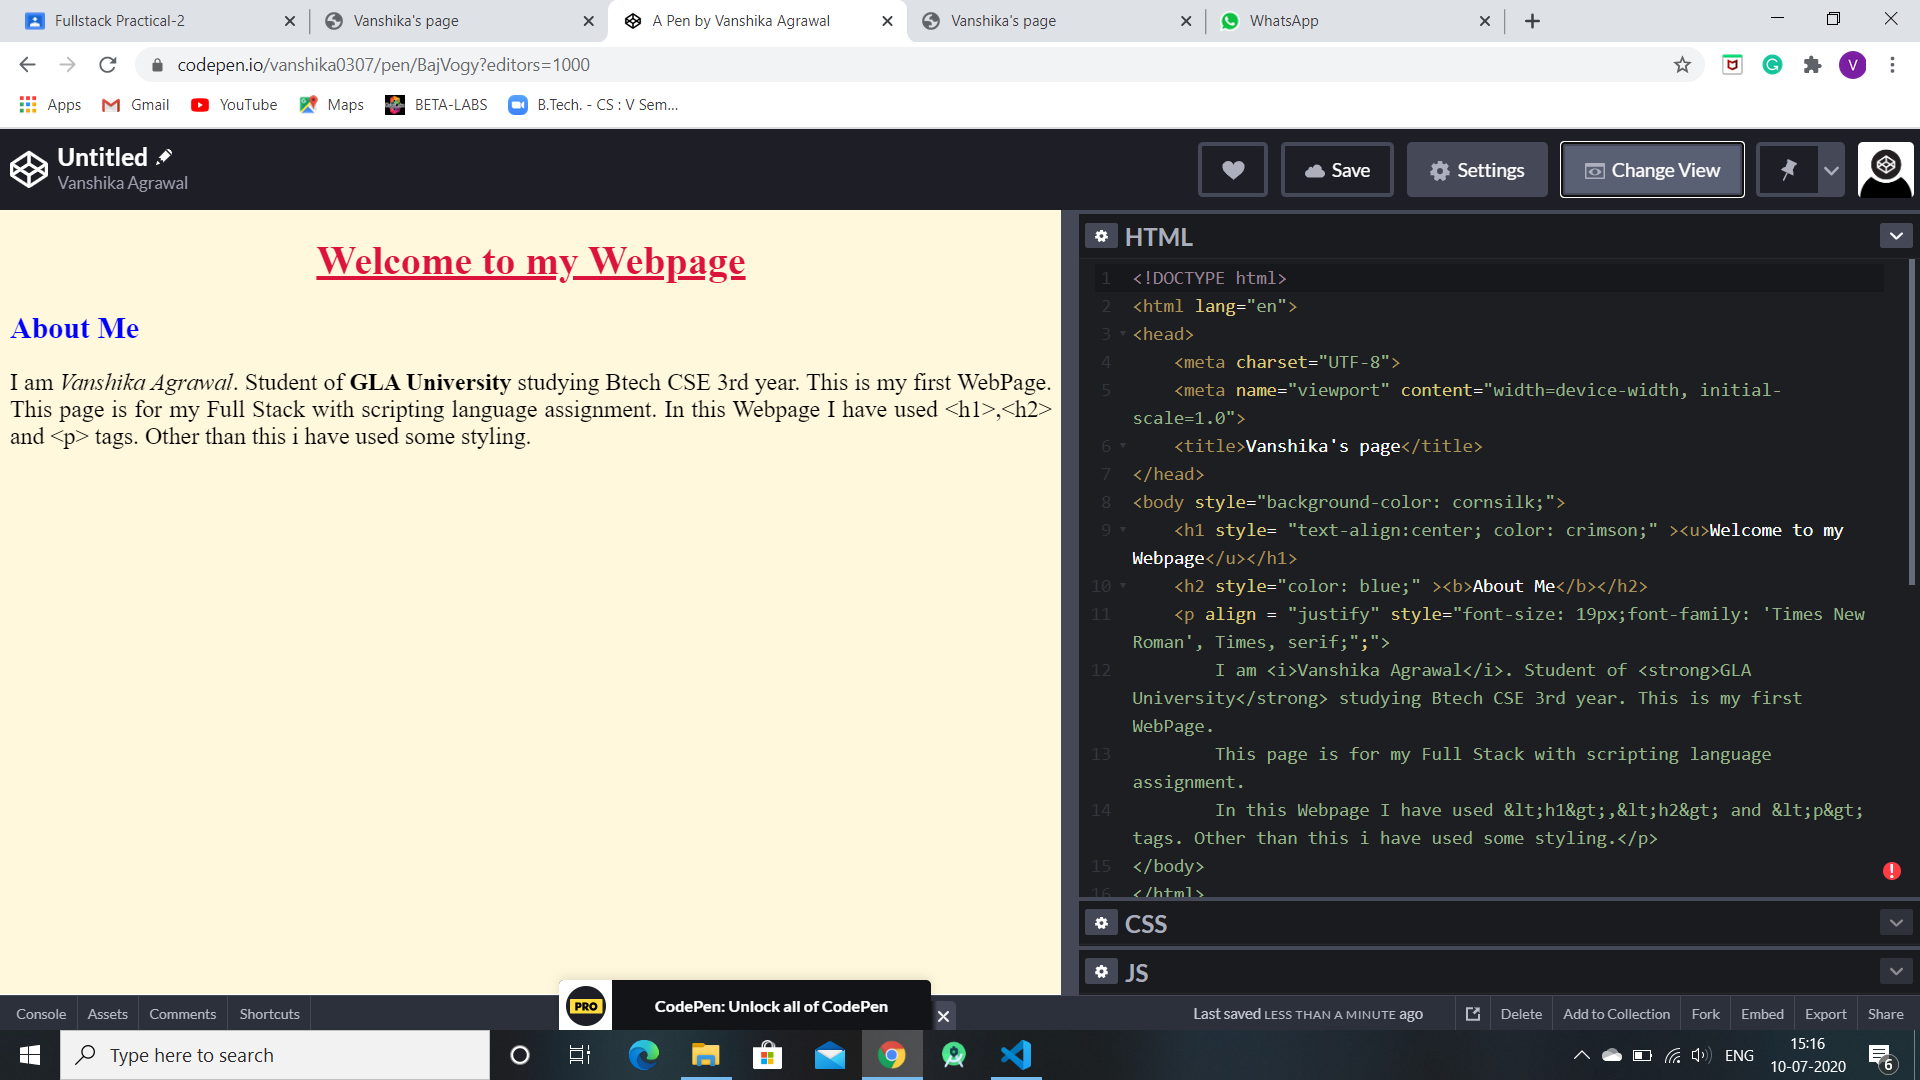 Fullstack Practical-2
Vanshika's page
A Pen by Vanshika Agrawal
Vanshika's page
WhatsApp
codepen.io/vanshika0307/pen/BajVogy?editors=1000
V
Apps
Gmail
YouTube
Maps
BETA-LABS
B.Tech. - CS : V Sem...
Untitled
Vanshika Agrawal
Save
Settings
Change View
Welcome to my Webpage
About Me
I am Vanshika Agrawal. Student of GLA University studying Btech CSE 3rd year. This is my first WebPage.
This page is for my Full Stack with scripting language assignment. In this Webpage I have used <h1>,<h2>
and <p> tags. Other than this i have used some styling.
HTML
1 <!DOCTYPE html>
2 <html lang="en">
3 <head>
4 <meta charset="UTF-8">
5 <meta name="viewport" content="width=device-width, initial-
scale=1.0">
6 <title>Vanshika's page</title>
7 </head>
8 <body style="background-color: cornsilk;">
9 <h1 style= "text-align:center; color: crimson;" ><u>Welcome to my
Webpage</u></h1>
10 <h2 style="color: blue;" ><b>About Me</b></h2>
11 <p align = "justify" style="font-size: 19px;font-family: 'Times New
Roman', Times, serif;";">
12 I am <i>Vanshika Agrawal</i>. Student of <strong>GLA
University</strong> studying Btech CSE 3rd year. This is my first
WebPage.
13 This page is for my Full Stack with scripting language
assignment.
14 In this Webpage I have used &lt;h1&gt;,&lt;h2&gt; and &lt;p&gt;
tags. Other than this i have used some styling.</p>
15 </body>
16 </html>
CSS
JS
Console
Assets
Comments
Shortcuts
PRO
CodePen: Unlock all of CodePen
Last saved LESS THAN A MINUTE ago
Delete
Add to Collection
Fork
Embed
Export
Share
Type here to search
ENG
15:16
10-07-2020
6